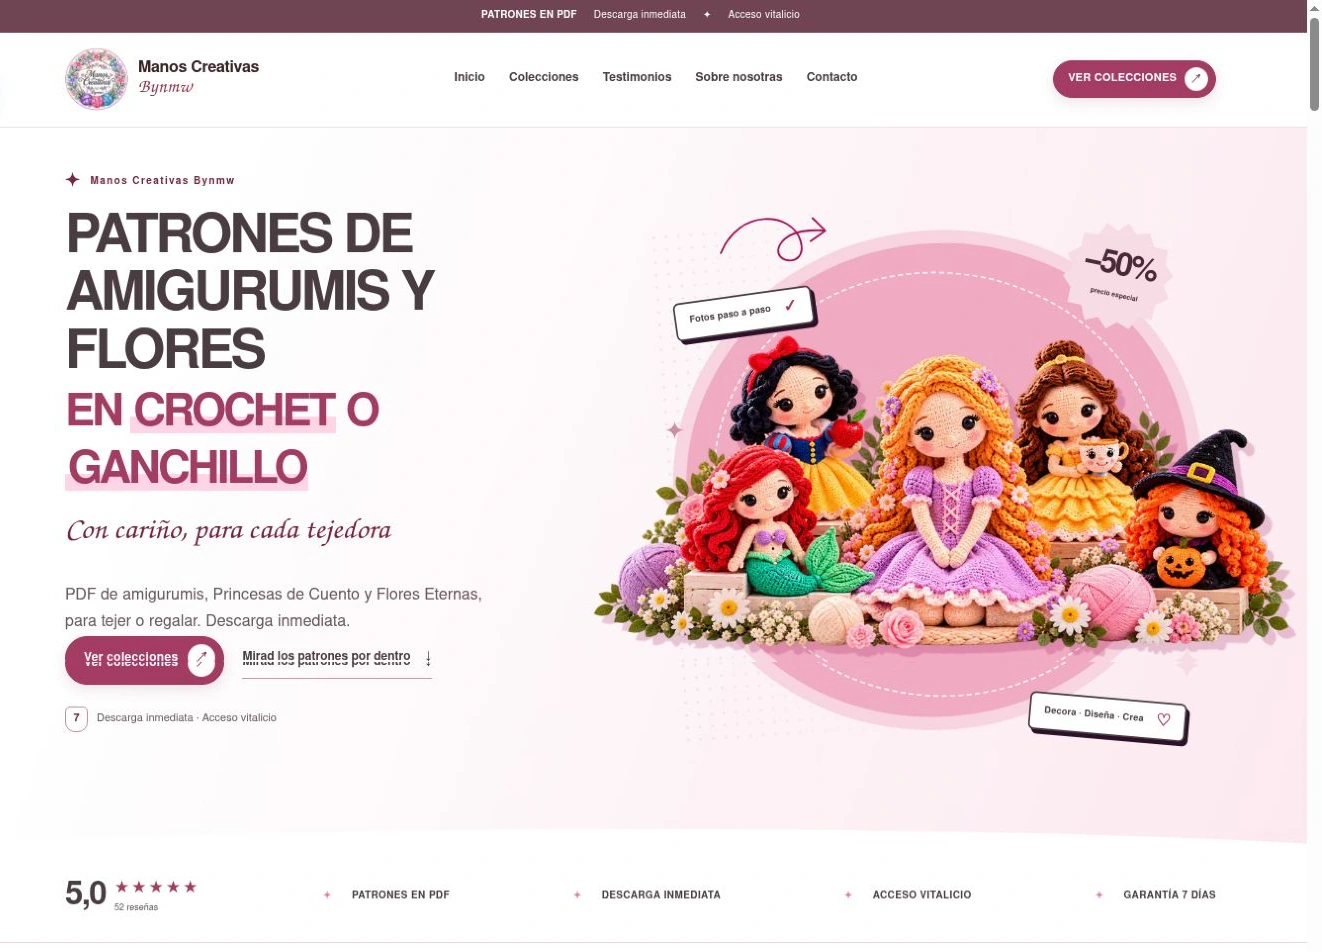 PATRONES EN PDF Descarga inmediata ✦ Acceso vitalicio
Manos Creativas
Bynmw
Inicio Colecciones Testimonios Sobre nosotras Contacto
VER COLECCIONES
Manos Creativas Bynmw
PATRONES DE
AMIGURUMIS Y
FLORES
EN CROCHET O
GANCHILLO
Con cariño, para cada tejedora
PDF de amigurumis, Princesas de Cuento y Flores Eternas,
para tejer o regalar. Descarga inmediata.
Ver colecciones
Mirad los patrones por dentro ↓
7 Descarga inmediata · Acceso vitalicio
Fotos paso a paso ✓
–50%
precio especial
Decora · Diseña · Crea ♡
5,0 ★★★★★
52 reseñas
PATRONES EN PDF
DESCARGA INMEDIATA
ACCESO VITALICIO
GARANTÍA 7 DÍAS